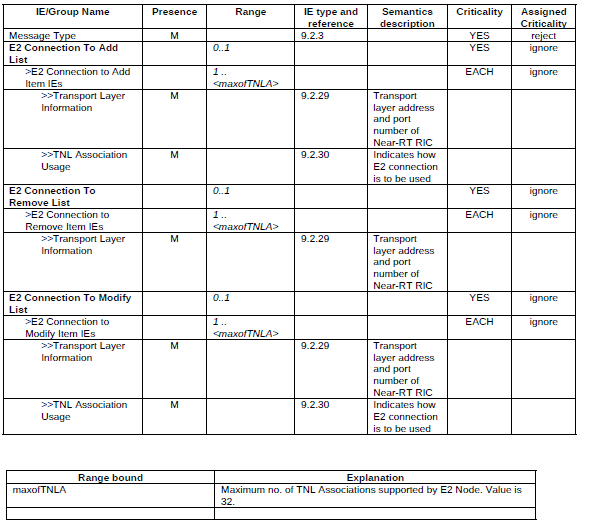 IE/Group Name Presence Range IE type and reference Semantics description Criticality Assigned Criticality
Message Type M 9.2.3 YES reject
E2 Connection To Add List 0..1 YES ignore
>E2 Connection to Add Item IEs 1 .. <maxofTNLA> EACH ignore
>>Transport Layer Information M 9.2.29 Transport layer address and port number of Near-RT RIC
>>TNL Association Usage M 9.2.30 Indicates how E2 connection is to be used
E2 Connection To Remove List 0..1 YES ignore
>E2 Connection to Remove Item IEs 1 .. <maxofTNLA> EACH ignore
>>Transport Layer Information M 9.2.29 Transport layer address and port number of Near-RT RIC
E2 Connection To Modify List 0..1 YES ignore
>E2 Connection to Modify Item IEs 1 .. <maxofTNLA> EACH ignore
>>Transport Layer Information M 9.2.29 Transport layer address and port number of Near-RT RIC
>>TNL Association Usage M 9.2.30 Indicates how E2 connection is to be used
Range bound Explanation
maxofTNLA Maximum no. of TNL Associations supported by E2 Node. Value is 32.